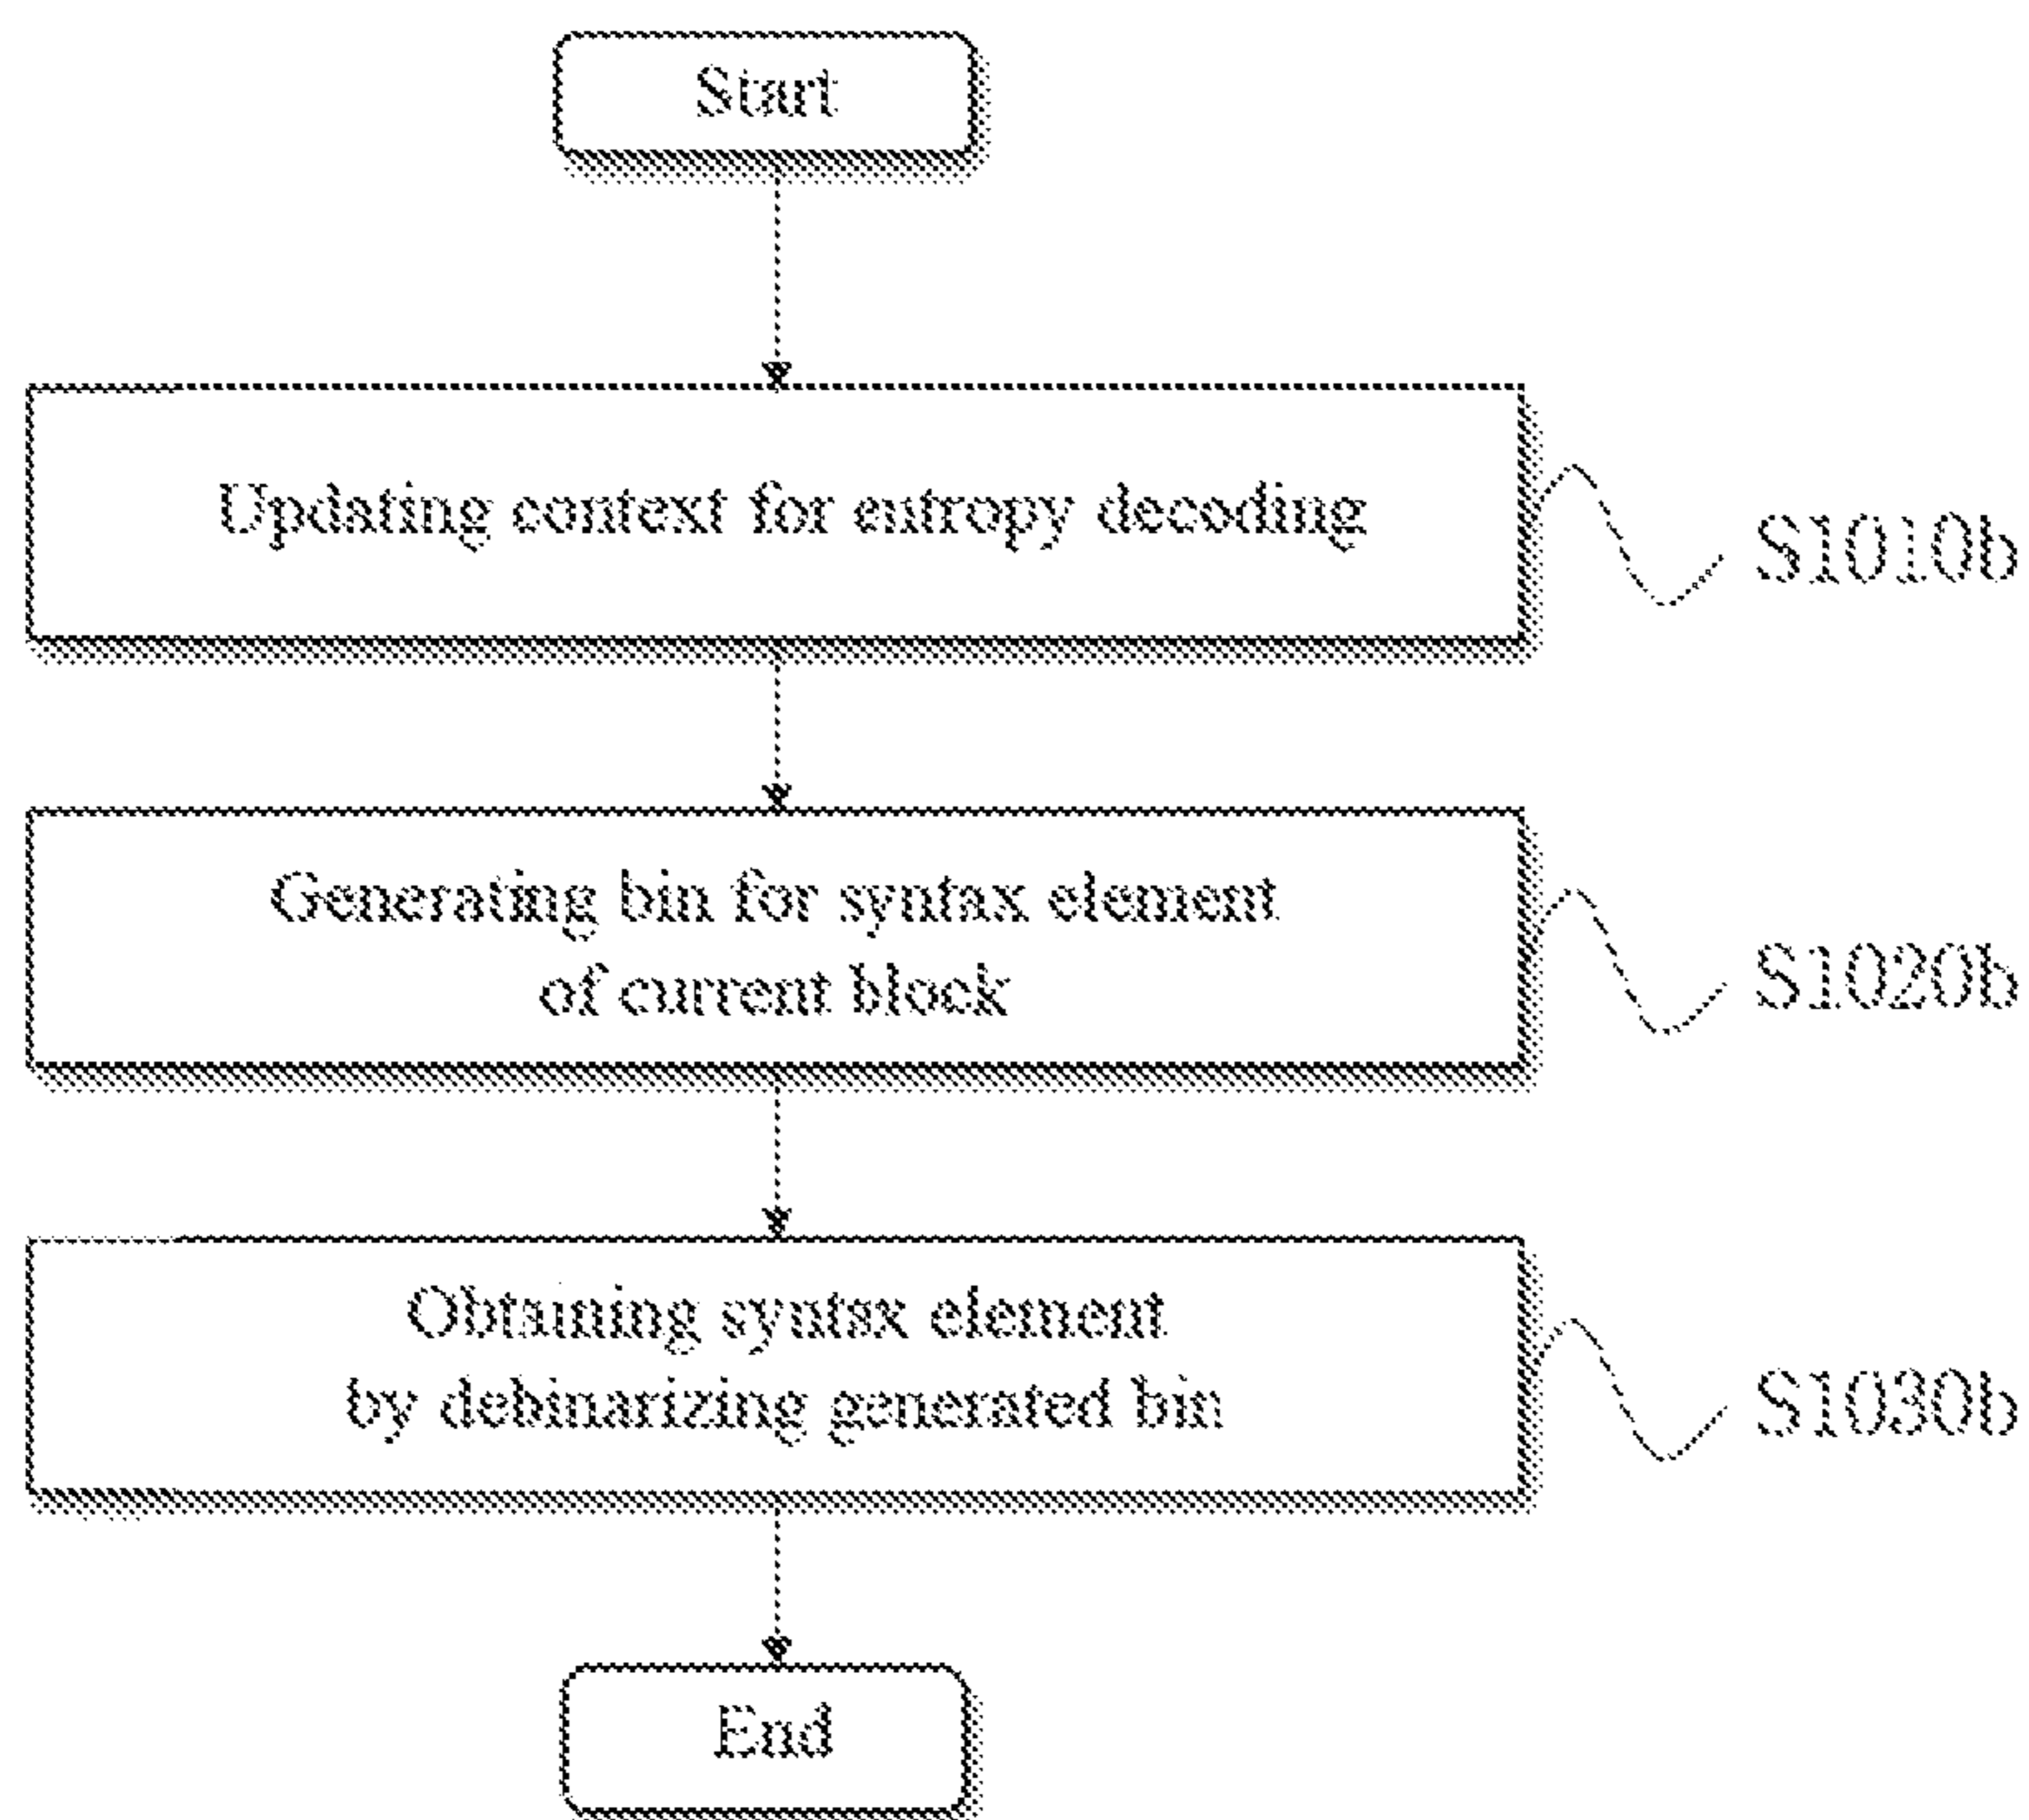 Start
Updating context for entropy decoding
S1010b
Generating bin for syntax element
of current block
S1020b
Obtaining syntax element
by debinarizing generated bin
S1030b
End